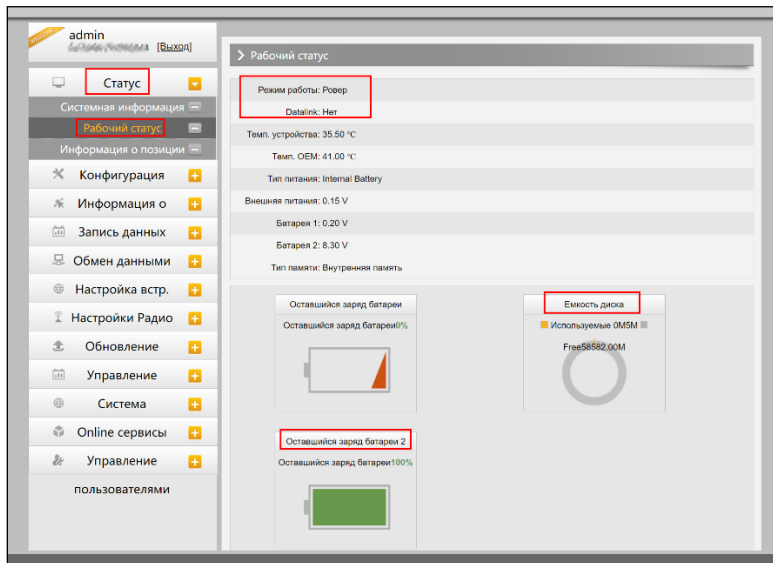 admin
[Выход]
Статус
Системная информация
Рабочий статус
Информация о позиции
Конфигурация
Информация о
Запись данных
Обмен данными
Настройка встр.
Настройки Радио
Обновление
Управление
Система
Online сервисы
Управление
пользователями
Рабочий статус
Режим работы: Ровер
Datalink: Нет
Темп. устройства: 35.50 °C
Темп. OEM: 41.00 °C
Тип питания: Internal Battery
Внешняя питания: 0.15 V
Батарея 1: 0.20 V
Батарея 2: 8.30 V
Тип памяти: Внутренняя память
Оставшийся заряд батареи
Оставшийся заряд батареи0%
Емкость диска
Используемые 0M5M
Free58582.00M
Оставшийся заряд батареи 2
Оставшийся заряд батареи100%